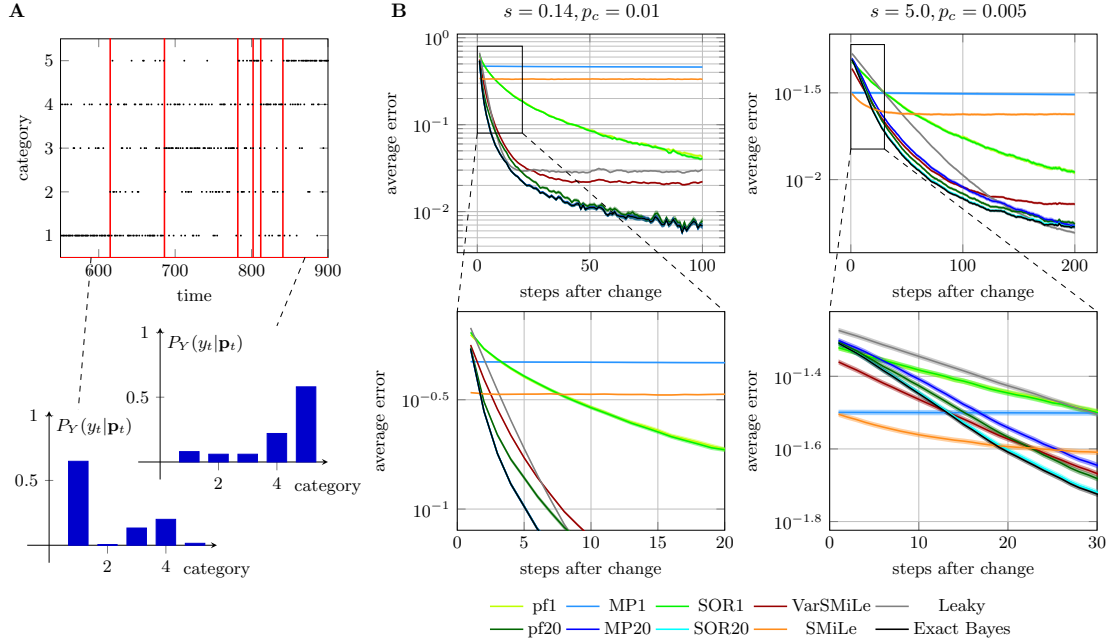 A
B
s = 0.14, p_c = 0.01
s = 5.0, p_c = 0.005
category
5
4
3
2
1
600
700
800
900
time
average error
10^0
10^−1
10^−2
0
50
100
steps after change
average error
10^−1.5
10^−2
0
100
200
steps after change
1
P_Y(y_t|p_t)
0.5
2
4
category
1
P_Y(y_t|p_t)
0.5
2
4
category
average error
10^−0.5
10^−1
0
5
10
15
20
steps after change
average error
10^−1.4
10^−1.6
10^−1.8
0
10
20
30
steps after change
pf1 MP1 SOR1 VarSMiLe Leaky
pf20 MP20 SOR20 SMiLe Exact Bayes